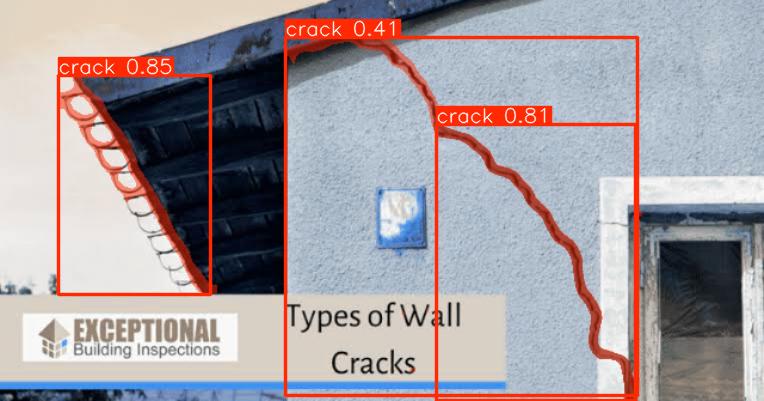 crack 0.41
crack 0.85
crack 0.81
Types of Wall
Cracks
EXCEPTIONAL
Building Inspections